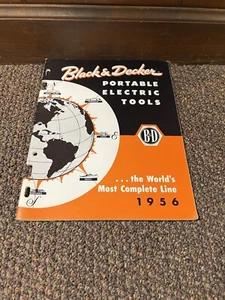 Black & Decker
PORTABLE
ELECTRIC
TOOLS
E
B-D
S
... the World's
Most Complete Line
1956